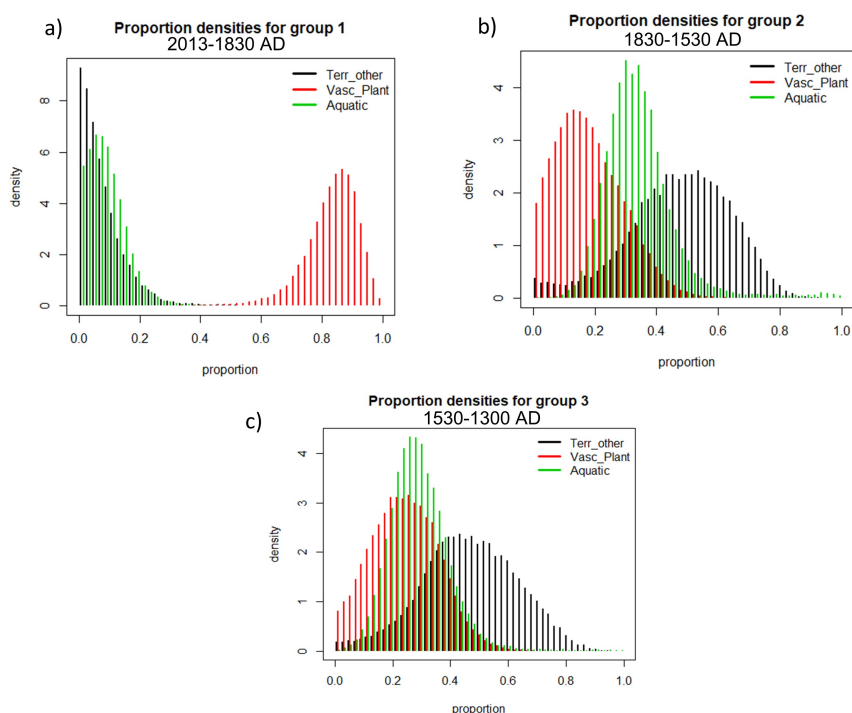 a)
Proportion densities for group 1
2013-1830 AD
Terr_other
Vasc_Plant
Aquatic
density
0 2 4 6 8
0.0 0.2 0.4 0.6 0.8 1.0
proportion
b)
Proportion densities for group 2
1830-1530 AD
Terr_other
Vasc_Plant
Aquatic
density
0 1 2 3 4
0.0 0.2 0.4 0.6 0.8 1.0
proportion
c)
Proportion densities for group 3
1530-1300 AD
Terr_other
Vasc_Plant
Aquatic
density
0 1 2 3 4
0.0 0.2 0.4 0.6 0.8 1.0
proportion